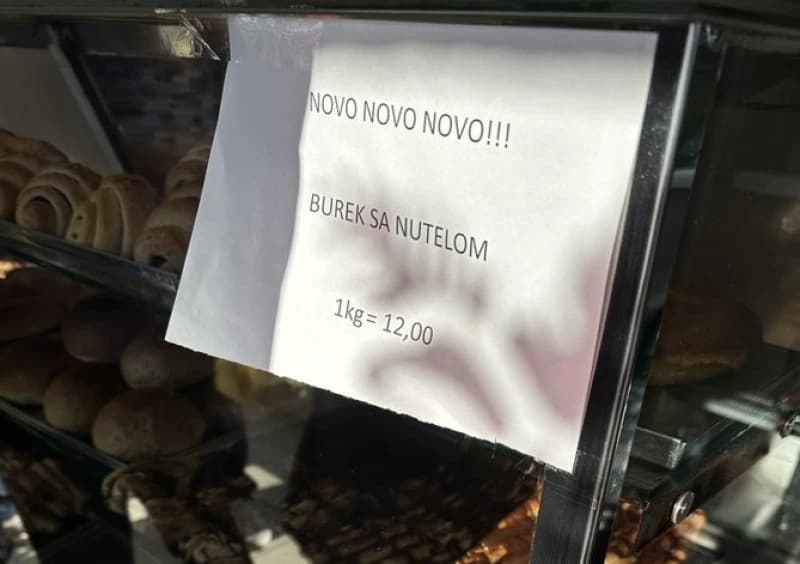 NOVO NOVO NOVO!!!
BUREK SA NUTELOM
1kg = 12,00